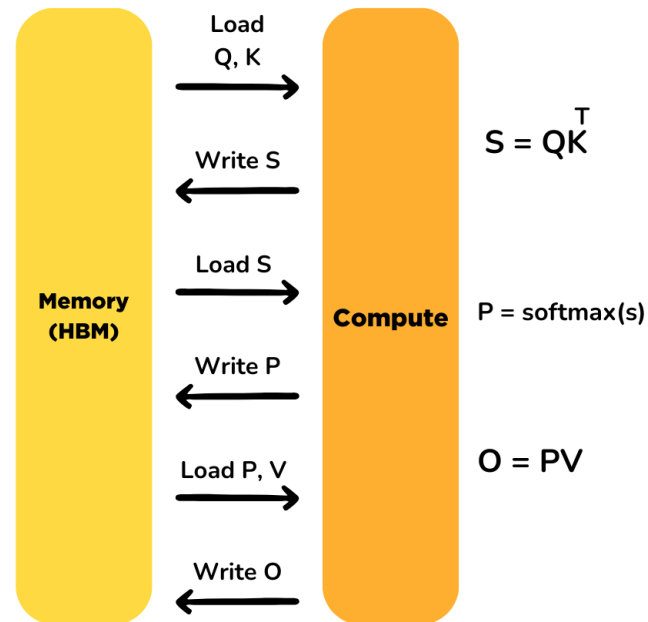 Load
Q, K
S = QK^T
Write S
Load S
Memory
(HBM)
Compute
P = softmax(s)
Write P
Load P, V
O = PV
Write O